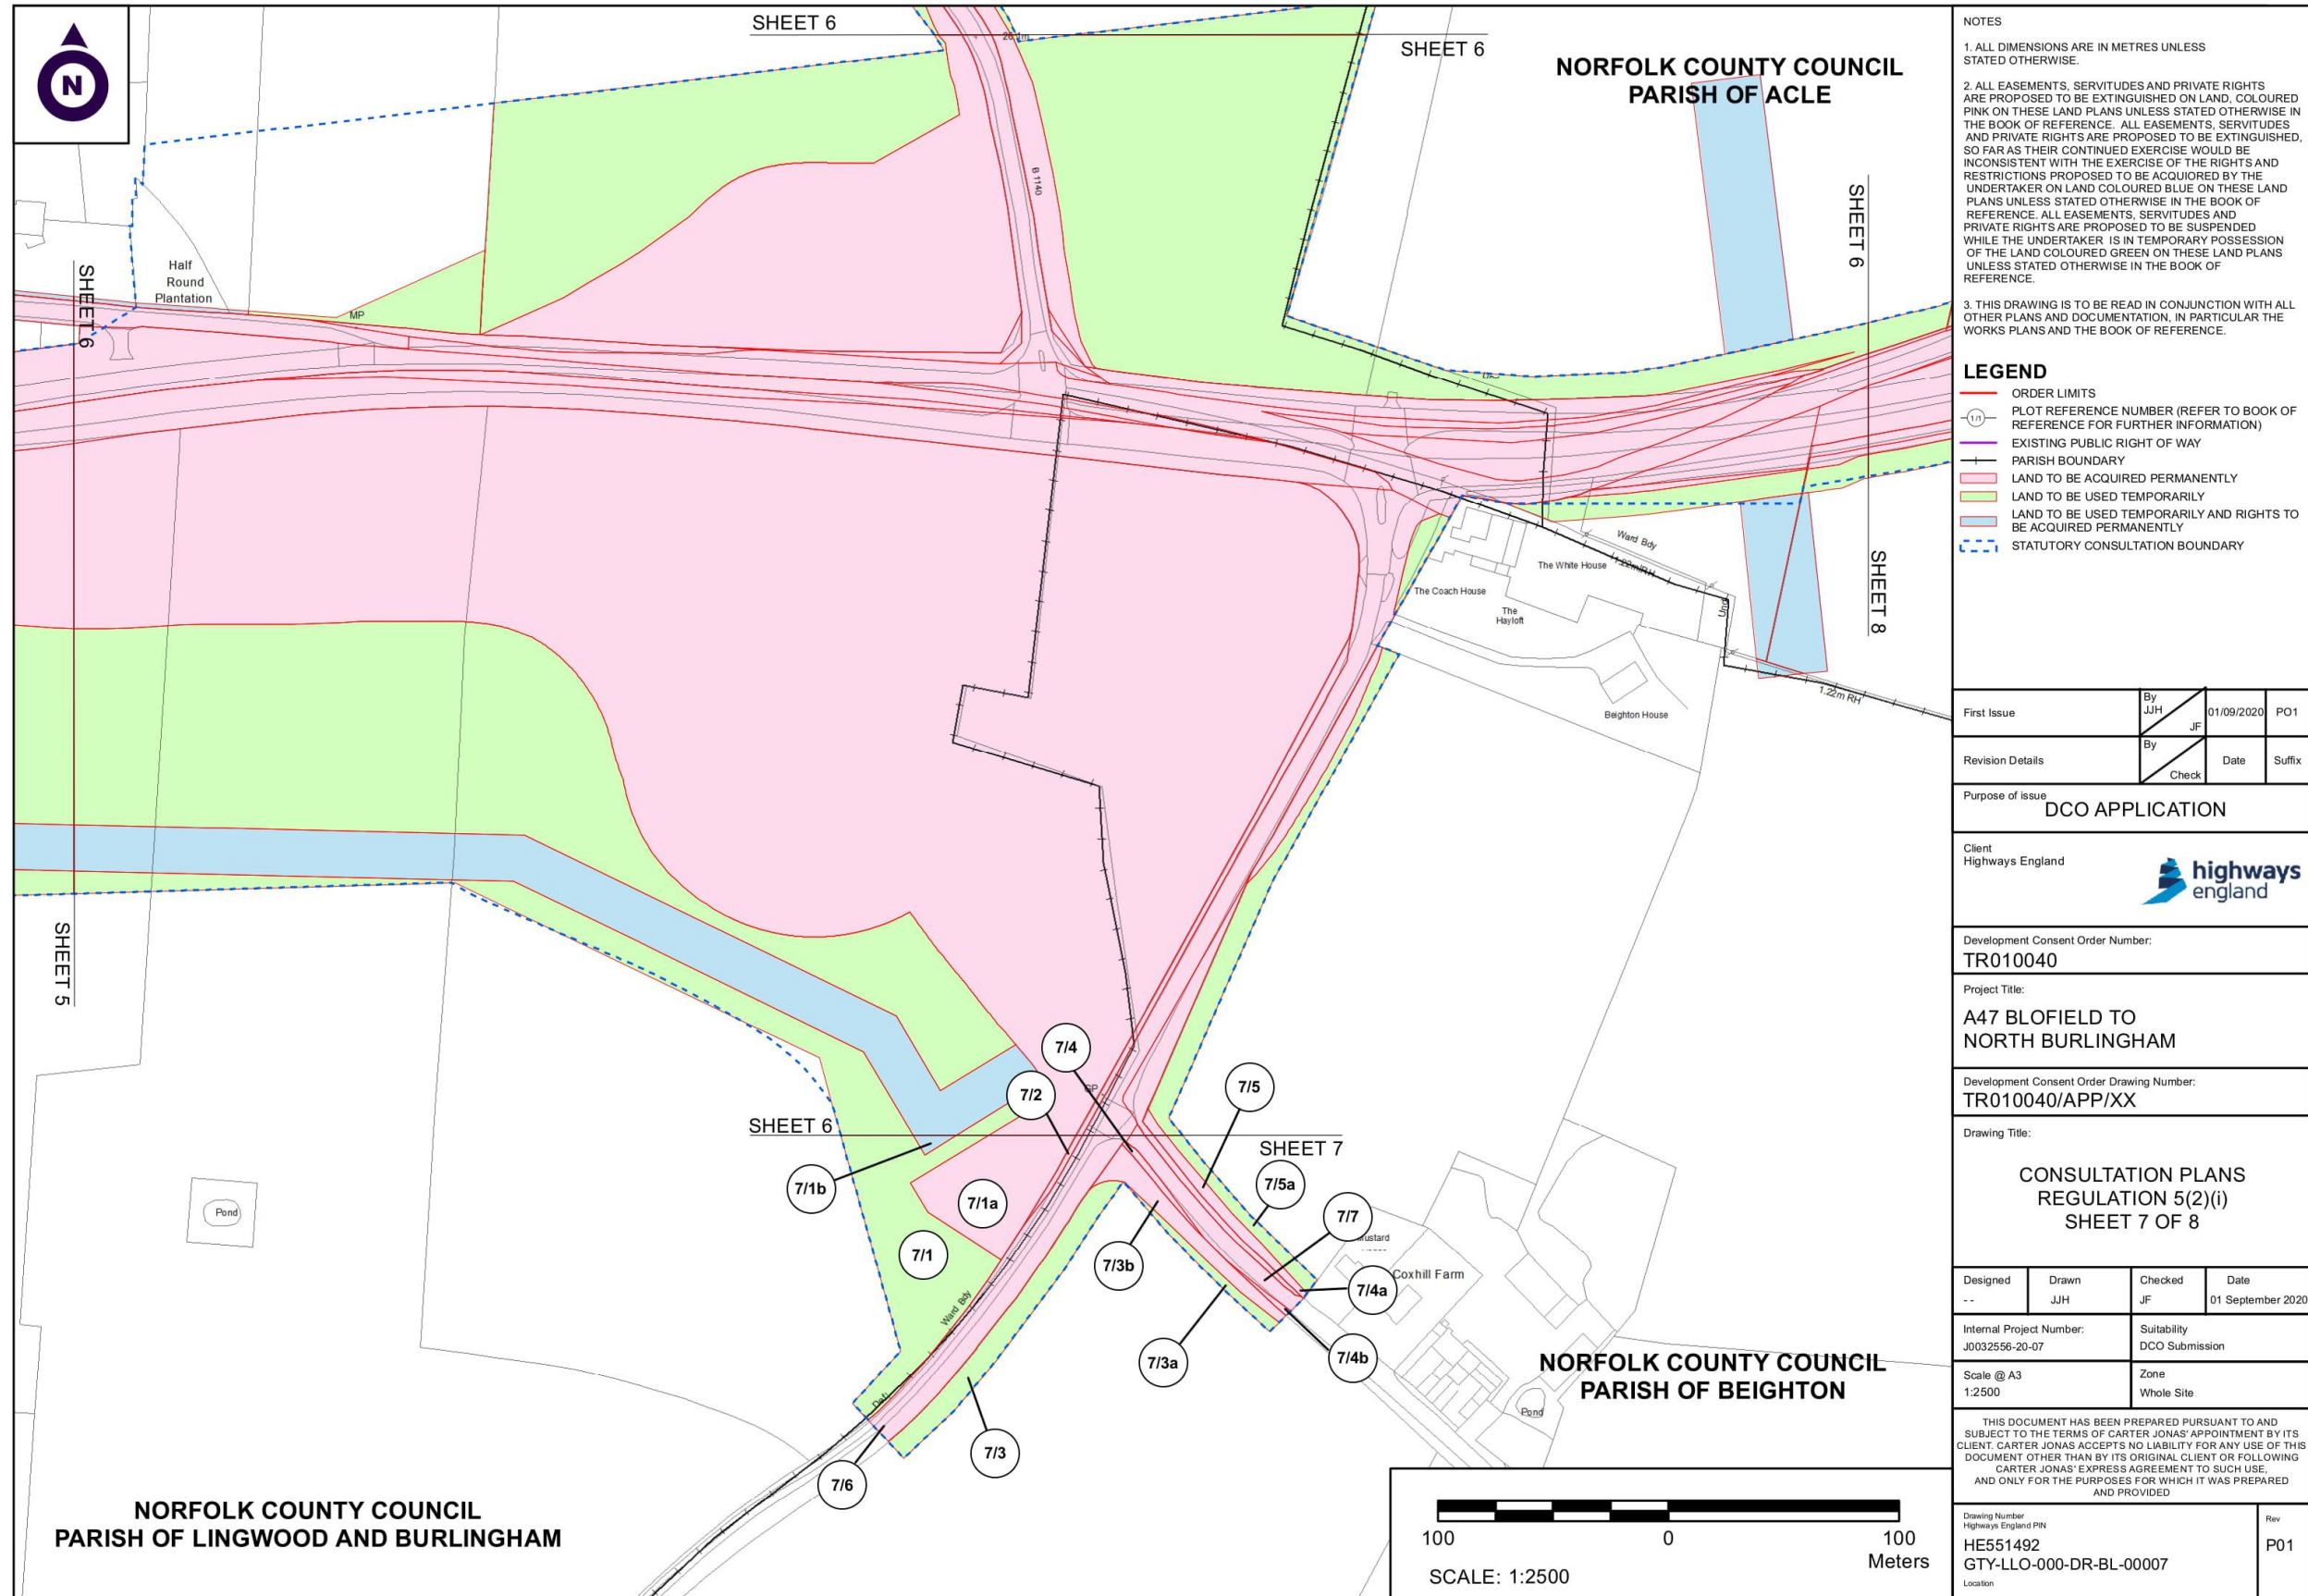 N
SHEET 6
SHEET 6
NORFOLK COUNTY COUNCIL
PARISH OF ACLE
B 1140
SHEET 6
Half
Round
Plantation
MP
SHEET 6
SHEET 8
Ward Bdy
1.22m RH
The White House
The Coach House
The
Hayloft
Und
Beighton House
1.22m RH
SHEET 5
7/4
7/2
7/5
SHEET 6
SHEET 7
7/1b
7/1a
7/5a
7/7
7/1
7/3b
7/4a
Coxhill Farm
Pond
Ward Bdy
7/3a
7/4b
NORFOLK COUNTY COUNCIL
PARISH OF BEIGHTON
Pond
Defi
7/3
7/6
NORFOLK COUNTY COUNCIL
PARISH OF LINGWOOD AND BURLINGHAM
100 0 100
Meters
SCALE: 1:2500
NOTES
1. ALL DIMENSIONS ARE IN METRES UNLESS
STATED OTHERWISE.
2. ALL EASEMENTS, SERVITUDES AND PRIVATE RIGHTS
ARE PROPOSED TO BE EXTINGUISHED ON LAND, COLOURED
PINK ON THESE LAND PLANS UNLESS STATED OTHERWISE IN
THE BOOK OF REFERENCE. ALL EASEMENTS, SERVITUDES
AND PRIVATE RIGHTS ARE PROPOSED TO BE EXTINGUISHED,
SO FAR AS THEIR CONTINUED EXERCISE WOULD BE
INCONSISTENT WITH THE EXERCISE OF THE RIGHTS AND
RESTRICTIONS PROPOSED TO BE ACQUIORED BY THE
UNDERTAKER ON LAND COLOURED BLUE ON THESE LAND
PLANS UNLESS STATED OTHERWISE IN THE BOOK OF
REFERENCE. ALL EASEMENTS, SERVITUDES AND
PRIVATE RIGHTS ARE PROPOSED TO BE SUSPENDED
WHILE THE UNDERTAKER IS IN TEMPORARY POSSESSION
OF THE LAND COLOURED GREEN ON THESE LAND PLANS
UNLESS STATED OTHERWISE IN THE BOOK OF
REFERENCE.
3. THIS DRAWING IS TO BE READ IN CONJUNCTION WITH ALL
OTHER PLANS AND DOCUMENTATION, IN PARTICULAR THE
WORKS PLANS AND THE BOOK OF REFERENCE.
LEGEND
ORDER LIMITS
1/1 PLOT REFERENCE NUMBER (REFER TO BOOK OF
REFERENCE FOR FURTHER INFORMATION)
EXISTING PUBLIC RIGHT OF WAY
PARISH BOUNDARY
LAND TO BE ACQUIRED PERMANENTLY
LAND TO BE USED TEMPORARILY
LAND TO BE USED TEMPORARILY AND RIGHTS TO
BE ACQUIRED PERMANENTLY
STATUTORY CONSULTATION BOUNDARY
First Issue By JJH JF 01/09/2020 PO1
Revision Details By Check Date Suffix
Purpose of issue
DCO APPLICATION
Client
Highways England
highways
england
Development Consent Order Number:
TR010040
Project Title:
A47 BLOFIELD TO
NORTH BURLINGHAM
Development Consent Order Drawing Number:
TR010040/APP/XX
Drawing Title:
CONSULTATION PLANS
REGULATION 5(2)(i)
SHEET 7 OF 8
Designed Drawn Checked Date
-- JJH JF 01 September 2020
Internal Project Number: Suitability
J0032556-20-07 DCO Submission
Scale @ A3 Zone
1:2500 Whole Site
THIS DOCUMENT HAS BEEN PREPARED PURSUANT TO AND
SUBJECT TO THE TERMS OF CARTER JONAS' APPOINTMENT BY ITS
CLIENT. CARTER JONAS ACCEPTS NO LIABILITY FOR ANY USE OF THIS
DOCUMENT OTHER THAN BY ITS ORIGINAL CLIENT OR FOLLOWING
CARTER JONAS' EXPRESS AGREEMENT TO SUCH USE,
AND ONLY FOR THE PURPOSES FOR WHICH IT WAS PREPARED
AND PROVIDED
Drawing Number Rev
Highways England PIN
HE551492 P01
GTY-LLO-000-DR-BL-00007
Location